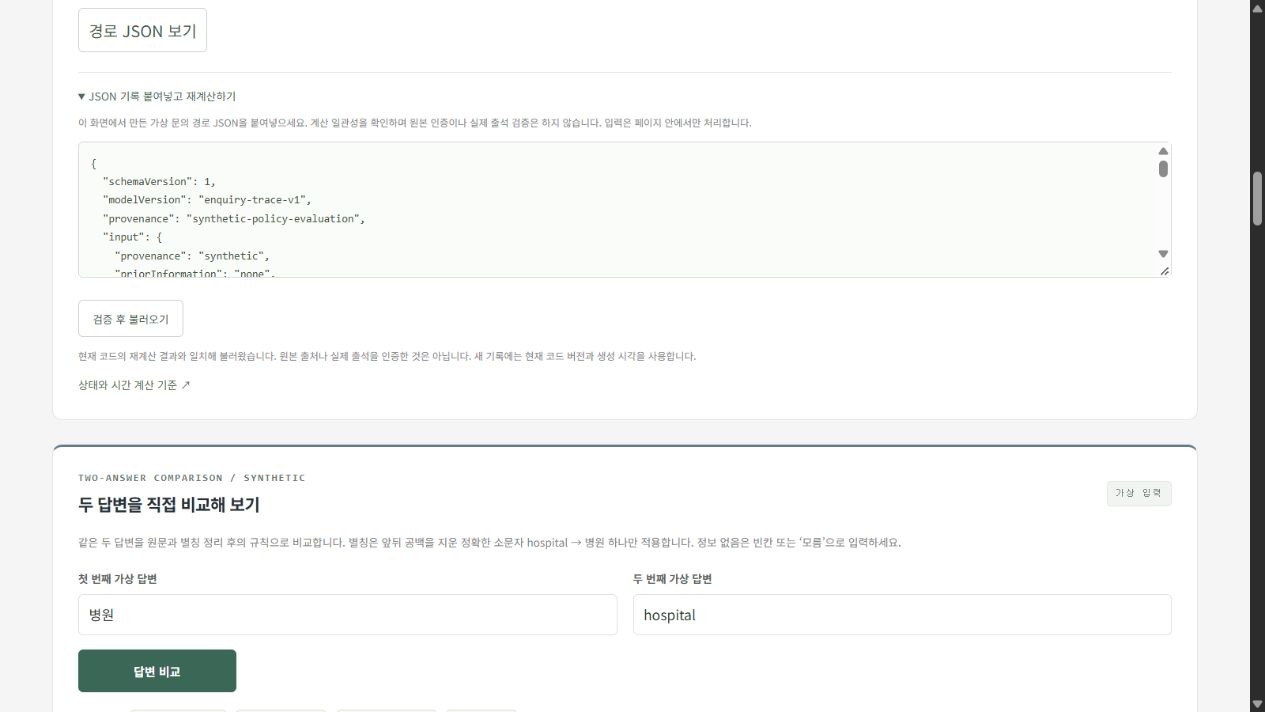 경로 JSON 보기
▼ JSON 기록 붙여넣고 재계산하기
이 화면에서 만든 가상 문의 경로 JSON을 붙여넣으세요. 계산 일관성을 확인하며 원본 인증이나 실제 출석 검증은 하지 않습니다. 입력은 페이지 안에서만 처리합니다.
{
"schemaVersion": 1,
"modelVersion": "enquiry-trace-v1",
"provenance": "synthetic-policy-evaluation",
"input": {
"provenance": "synthetic",
"priorInformation": "none",
검증 후 불러오기
현재 코드의 재계산 결과와 일치해 불러왔습니다. 원본 출처나 실제 출석을 인증한 것은 아닙니다. 새 기록에는 현재 코드 버전과 생성 시각을 사용합니다.
상태와 시간 계산 기준 ↗
TWO-ANSWER COMPARISON / SYNTHETIC
두 답변을 직접 비교해 보기
가상 입력
같은 두 답변을 원문과 별칭 정리 후의 규칙으로 비교합니다. 별칭은 앞뒤 공백을 지운 정확한 소문자 hospital → 병원 하나만 적용합니다. 정보 없음은 빈칸 또는 ‘모름’으로 입력하세요.
첫 번째 가상 답변
두 번째 가상 답변
병원
hospital
답변 비교